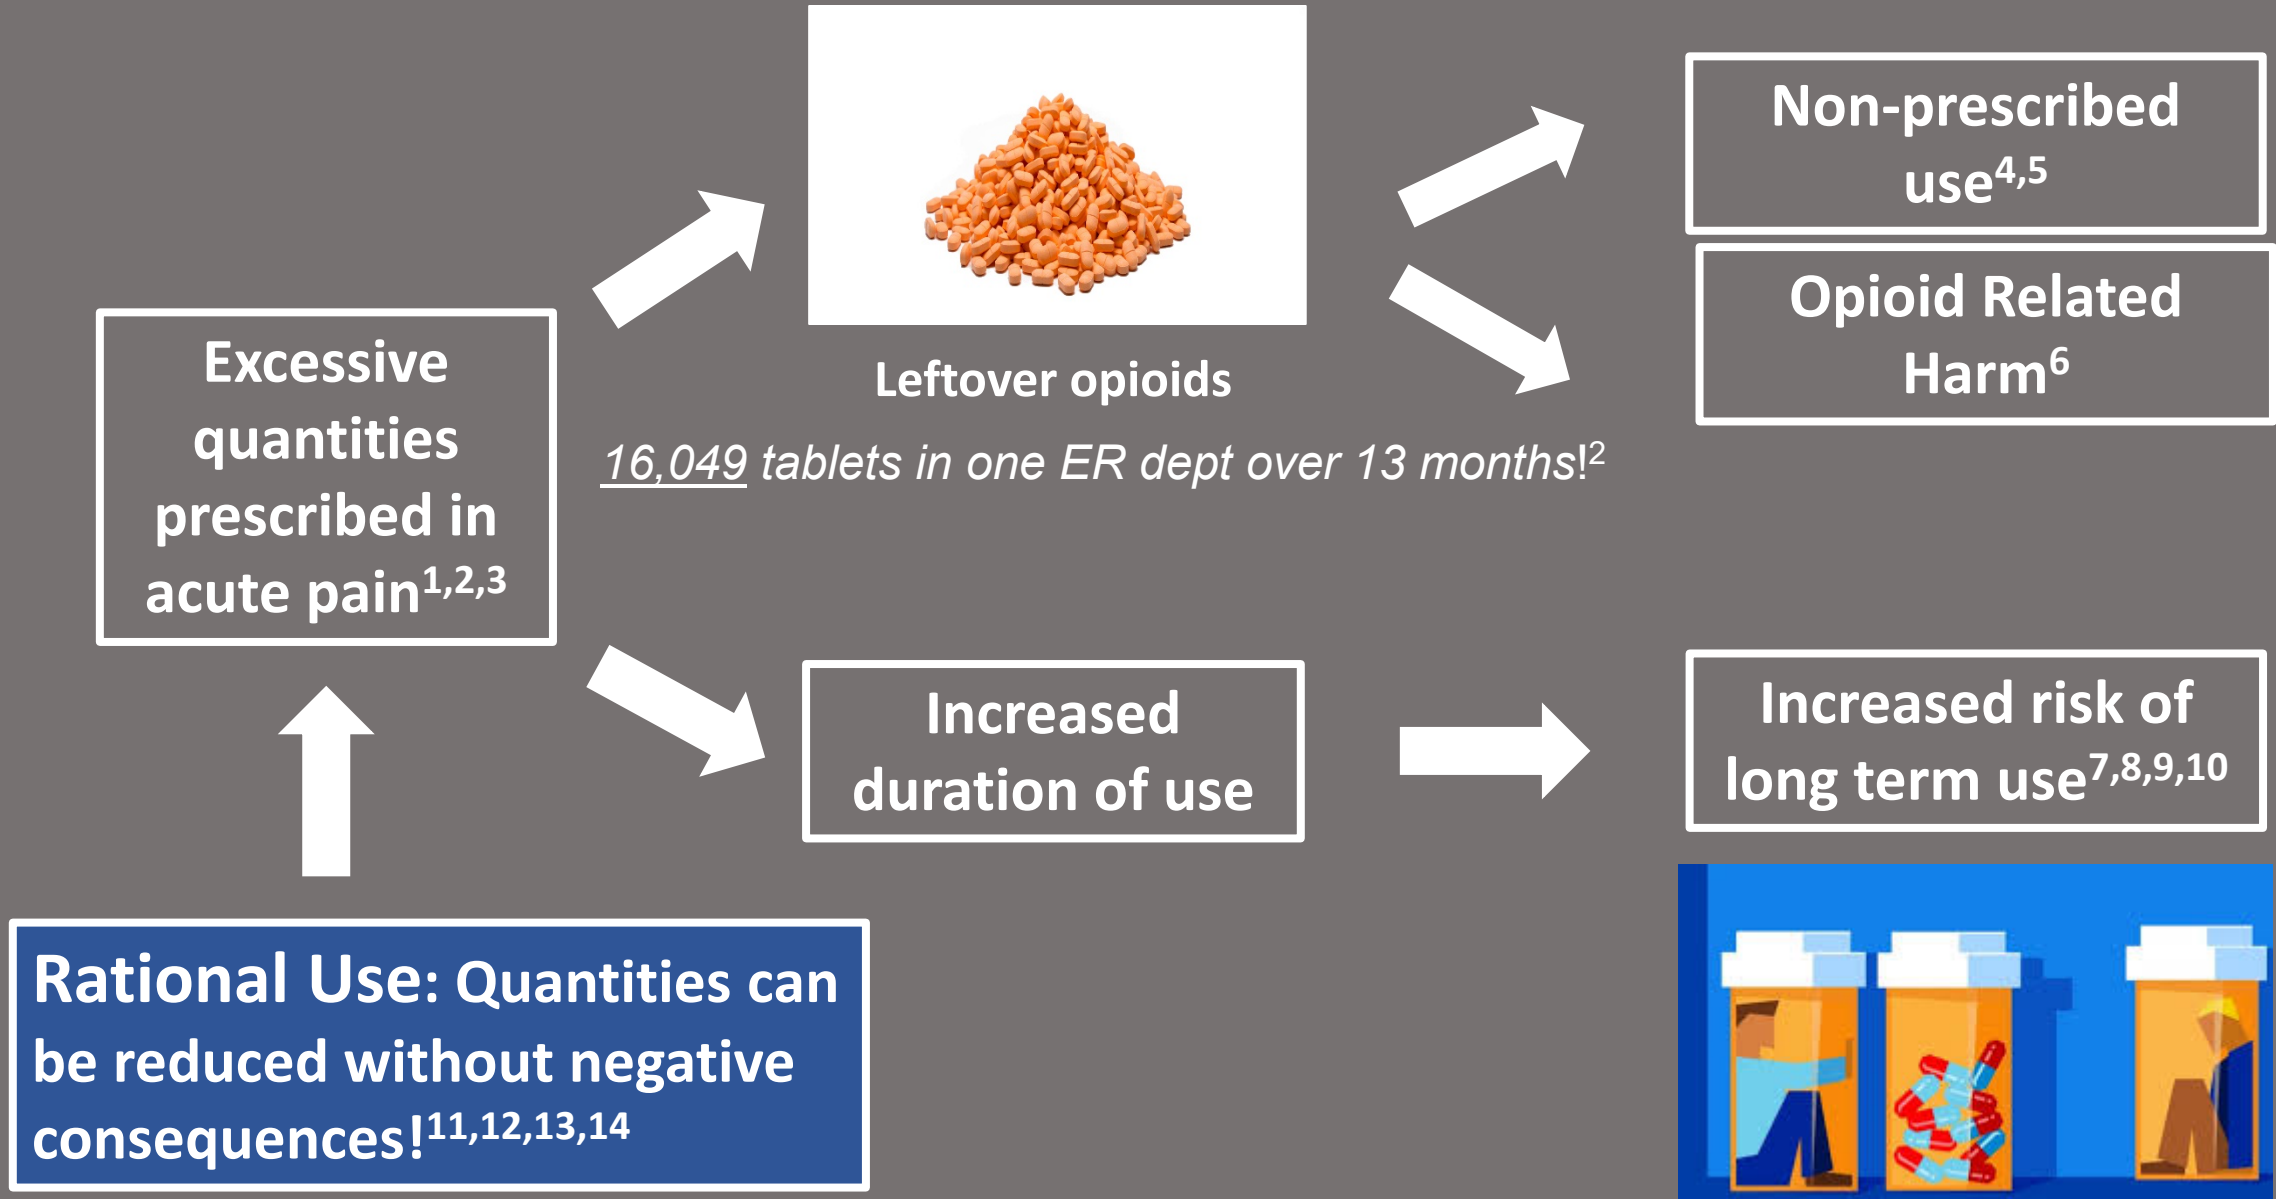 Excessive
quantities
prescribed in
acute pain1,2,3
Leftover opioids
16,049 tablets in one ER dept over 13 months!2
Non-prescribed
use4,5
Opioid Related
Harm6
Increased
duration of use
Increased risk of
long term use7,8,9,10
Rational Use: Quantities can
be reduced without negative
consequences!11,12,13,14